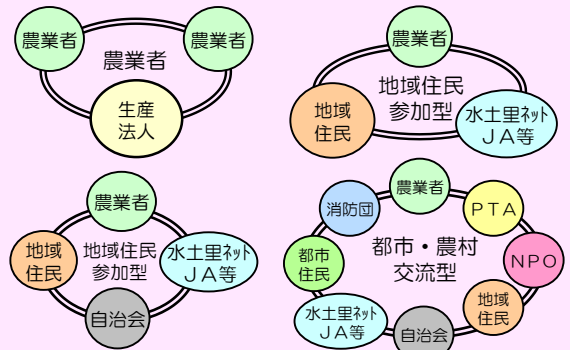 農業者
農業者
農業者
生産
法人
農業者
地域住民
参加型
地域
住民
水土里ネット
ＪＡ等
農業者
地域
住民
地域住民
参加型
水土里ネット
ＪＡ等
自治会
農業者
消防団
ＰＴＡ
都市
住民
都市・農村
交流型
ＮＰＯ
水土里ネット
ＪＡ等
地域
住民
自治会